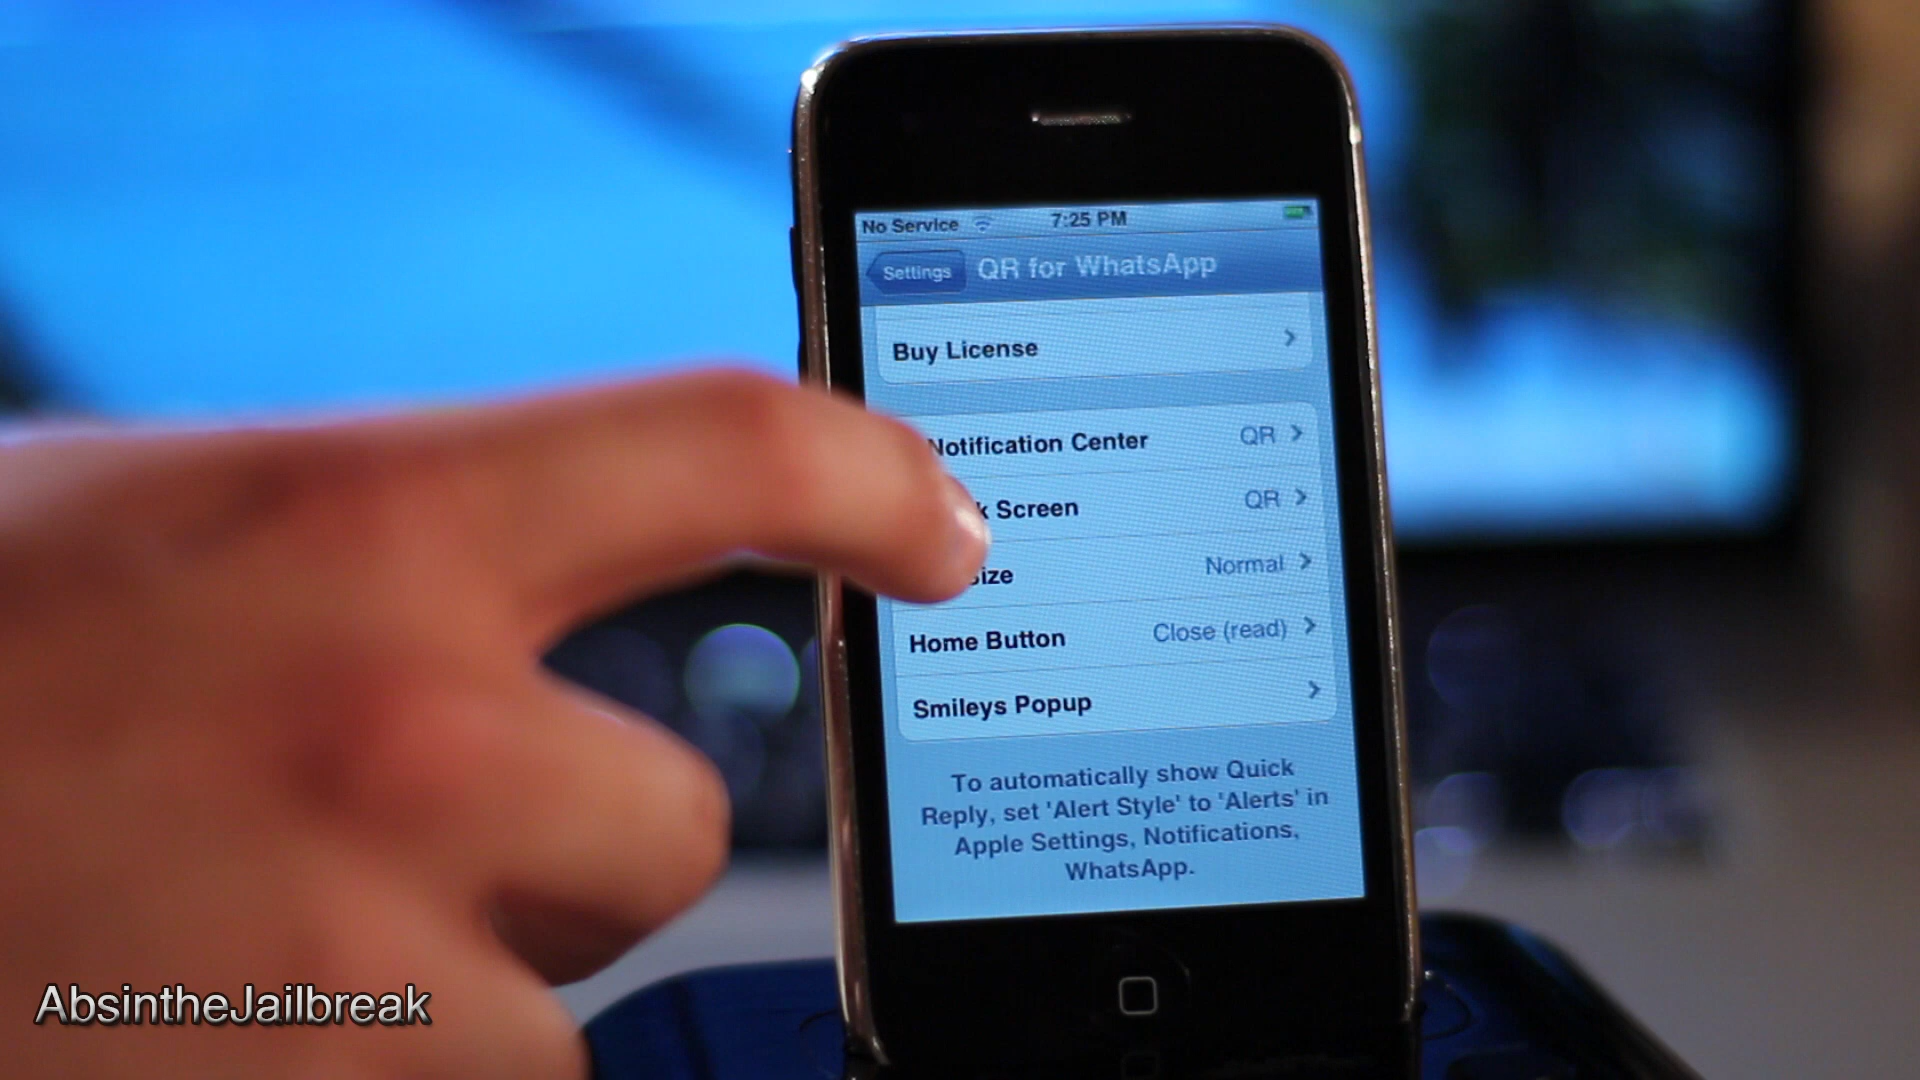 No Service 7:25 PM
Settings QR for WhatsApp
Buy License
Notification Center QR
Screen QR
Normal
Home Button Close (read)
Smileys Popup
To automatically show Quick
Reply, set 'Alert Style' to 'Alerts' in
Apple Settings, Notifications,
WhatsApp.
AbsintheJailbreak